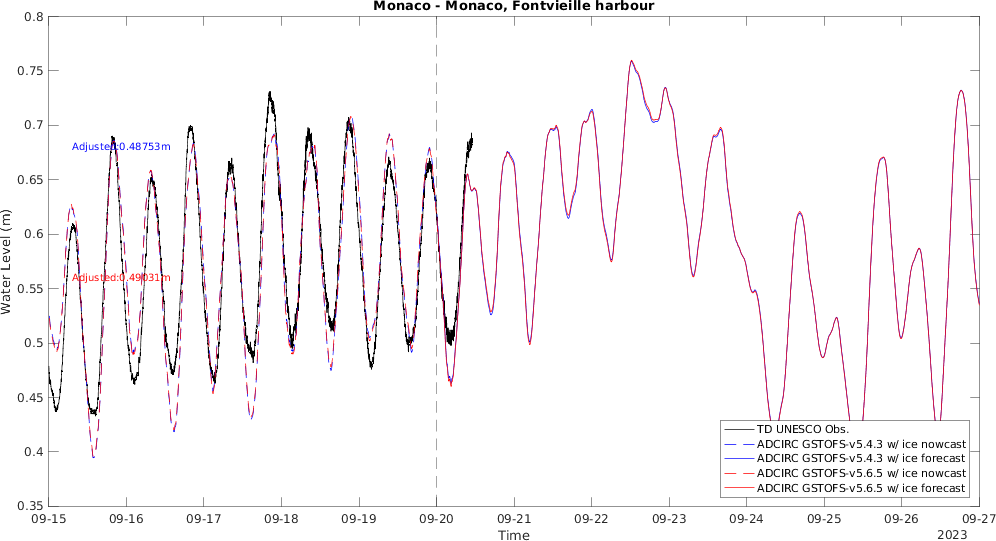 Monaco - Monaco, Fontvieille harbour
Water Level (m)
0.8
0.75
0.7
0.65
0.6
0.55
0.5
0.45
0.4
0.35
Adjusted:0.48753m
Adjusted:0.49031m
TD UNESCO Obs.
ADCIRC GSTOFS-v5.4.3 w/ ice nowcast
ADCIRC GSTOFS-v5.4.3 w/ ice forecast
ADCIRC GSTOFS-v5.6.5 w/ ice nowcast
ADCIRC GSTOFS-v5.6.5 w/ ice forecast
09-15 09-16 09-17 09-18 09-19 09-20 09-21 09-22 09-23 09-24 09-25 09-26 09-27
Time
2023